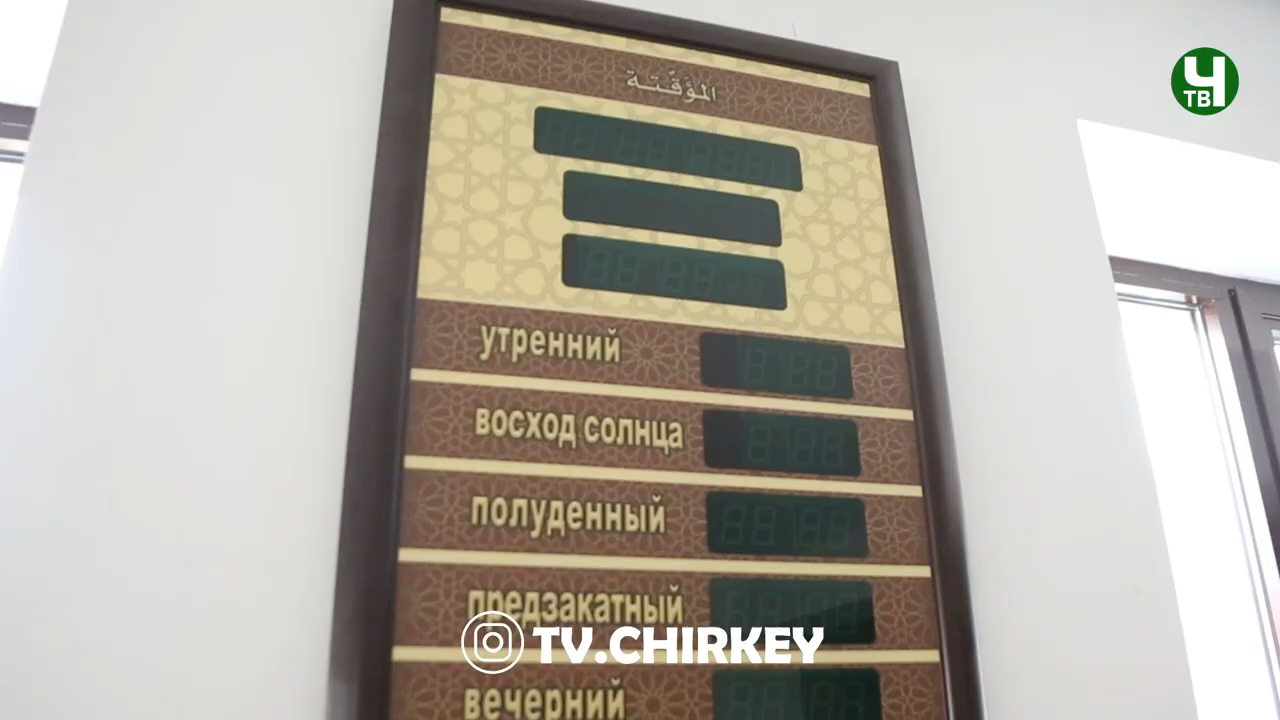 المؤقتة
Ч
ТВ
утренний
восход солнца
полуденный
предзакатный
TV.CHIRKEY
вечерний